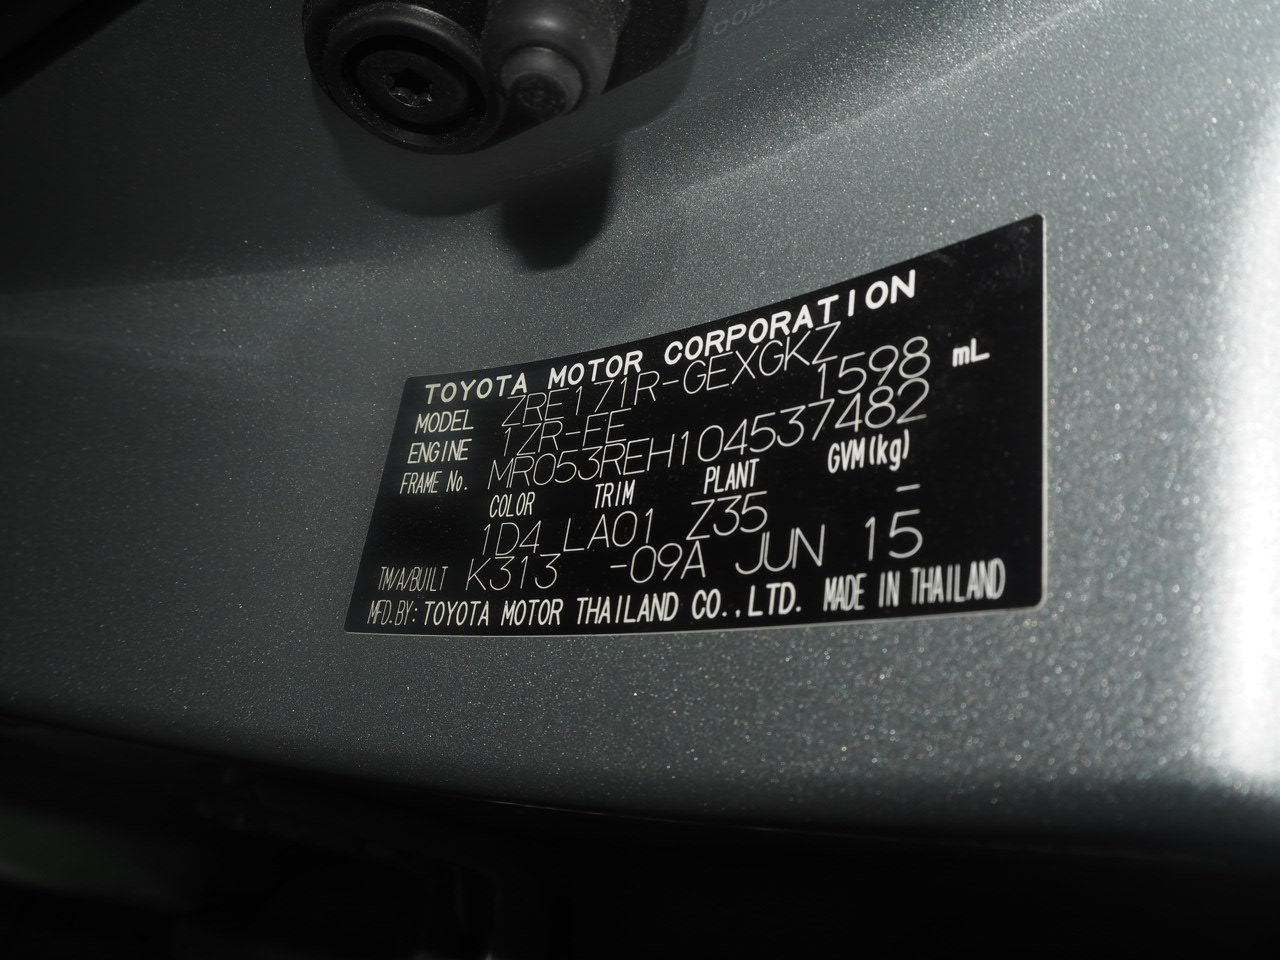 TOYOTA MOTOR CORPORATION
MODEL ZRE171R-GEXGKZ
ENGINE 1ZR-FE 1598 mL
FRAME No. MR053REH104537482
COLOR TRIM PLANT GVM(kg)
1D4 LA01 Z35 –
TM/A/BUILT K313 -09A JUN 15
MFD.BY: TOYOTA MOTOR THAILAND CO.,LTD. MADE IN THAILAND